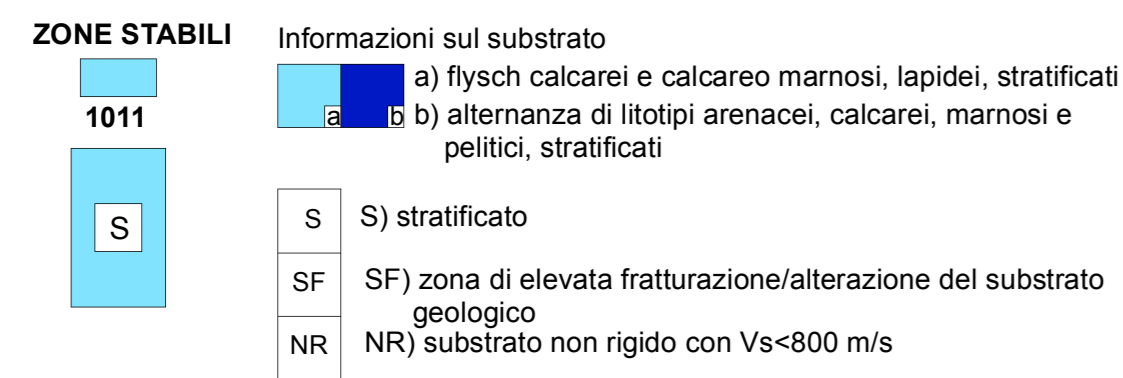 ZONE STABILI
1011
S
Informazioni sul substrato
a
b
a) flysch calcarei e calcareo marnosi, lapidei, stratificati
b) alternanza di litotipi arenacei, calcarei, marnosi e
pelitici, stratificati
S
S) stratificato
SF
SF) zona di elevata fratturazione/alterazione del substrato
geologico
NR
NR) substrato non rigido con Vs<800 m/s